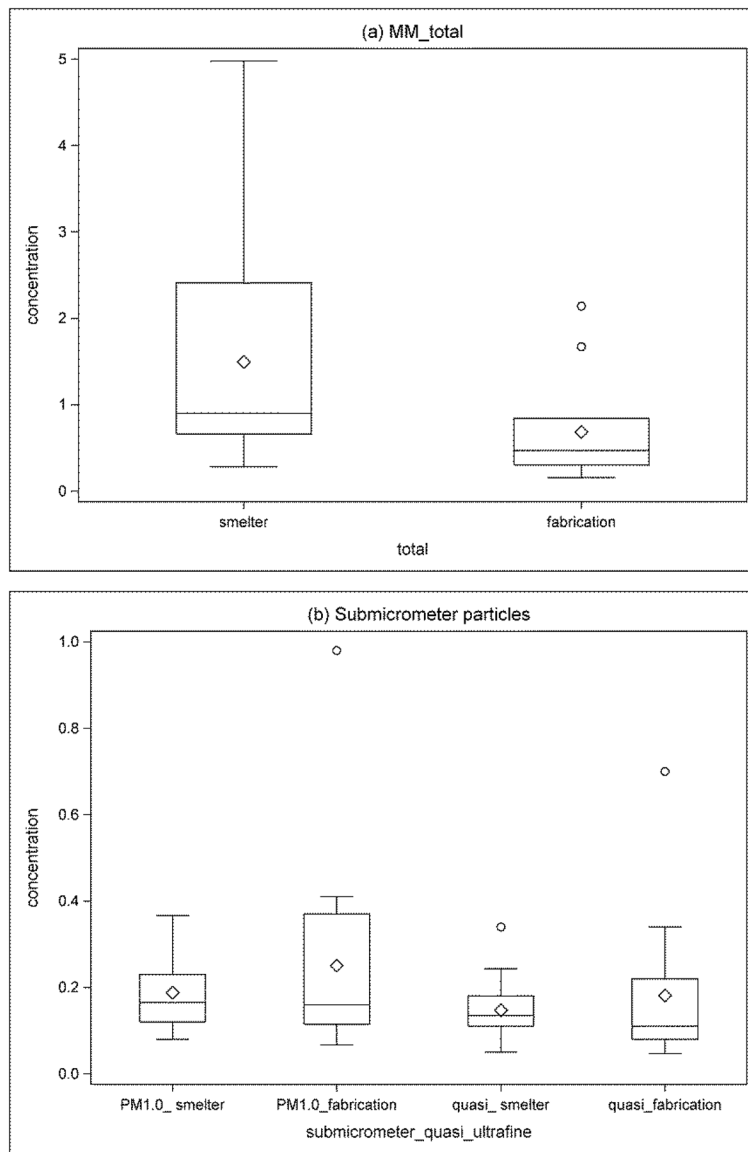 (a) MM_total
5
4
3
2
1
0
concentration
smelter
fabrication
total
(b) Submicrometer particles
1.0
0.8
0.6
0.4
0.2
0.0
concentration
PM1.0_ smelter
PM1.0_fabrication
quasi_ smelter
quasi_fabrication
submicrometer_quasi_ultrafine